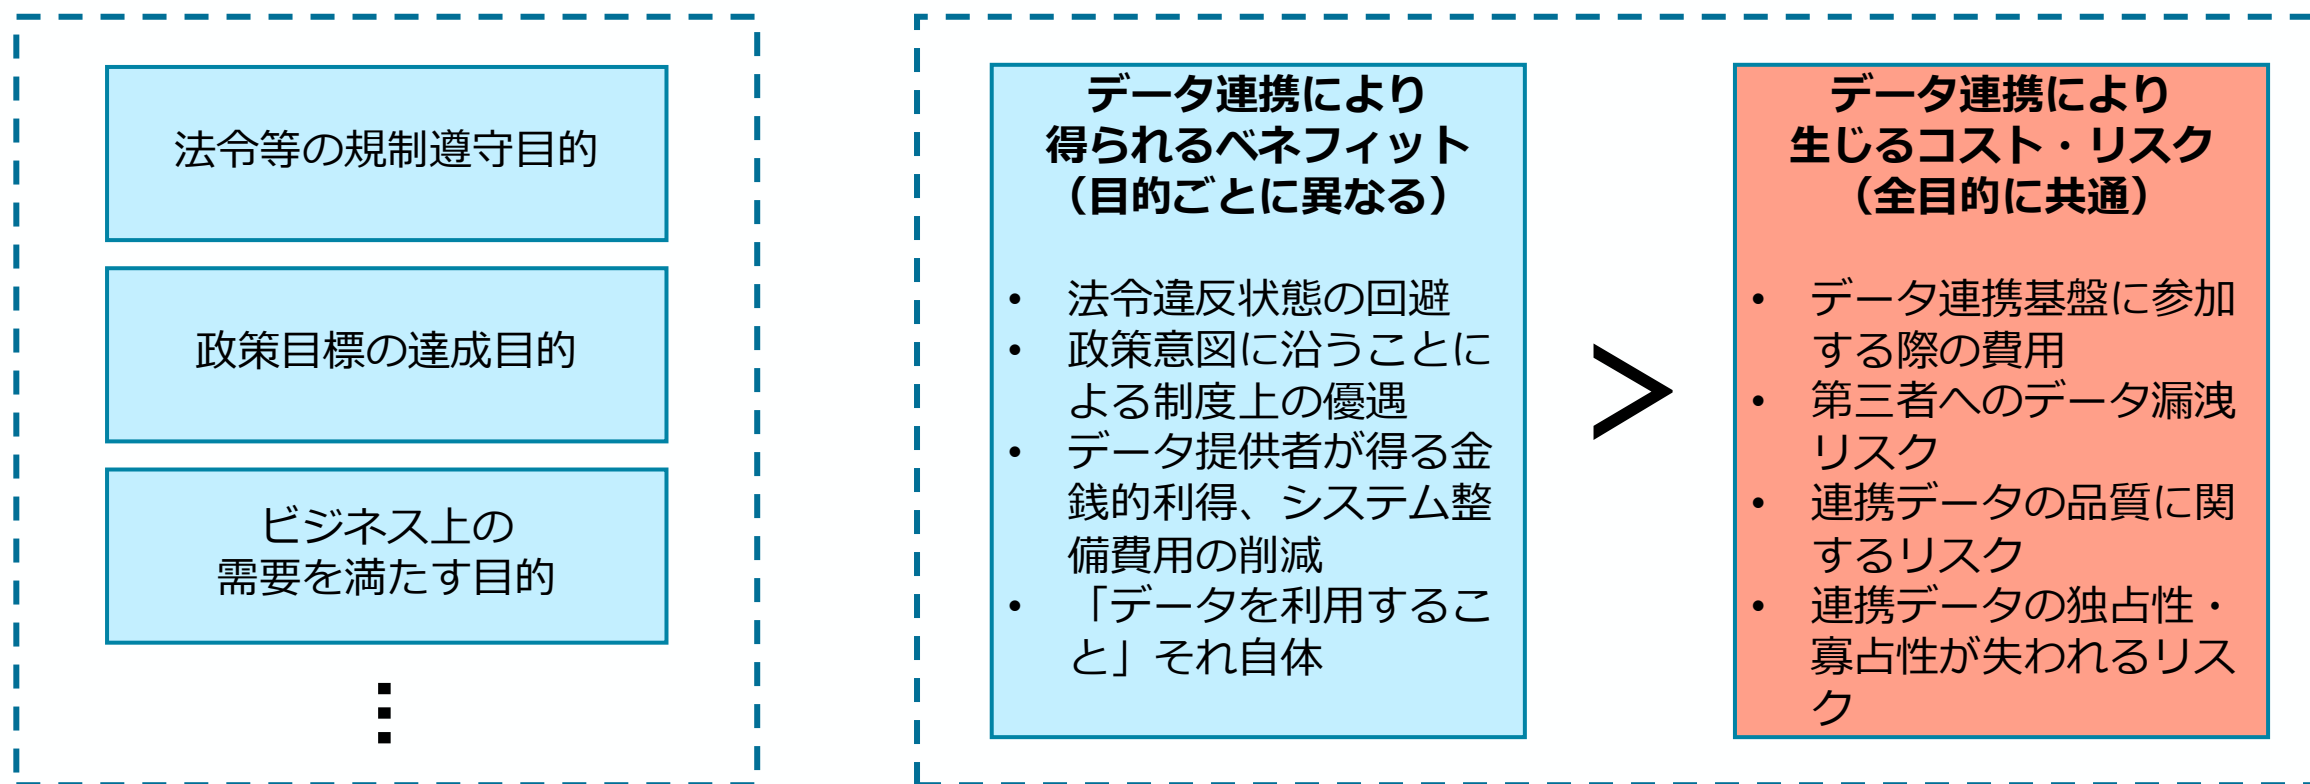 法令等の規制遵守目的
政策目標の達成目的
ビジネス上の
需要を満たす目的
データ連携により
得られるベネフィット
（目的ごとに異なる）
• 法令違反状態の回避
• 政策意図に沿うことに
よる制度上の優遇
• データ提供者が得る金
銭的利得、システム整
備費用の削減
• 「データを利用するこ
と」それ自体
＞
データ連携により
生じるコスト・リスク
（全目的に共通）
• データ連携基盤に参加
する際の費用
• 第三者へのデータ漏洩
リスク
• 連携データの品質に関
するリスク
• 連携データの独占性・
寡占性が失われるリス
ク